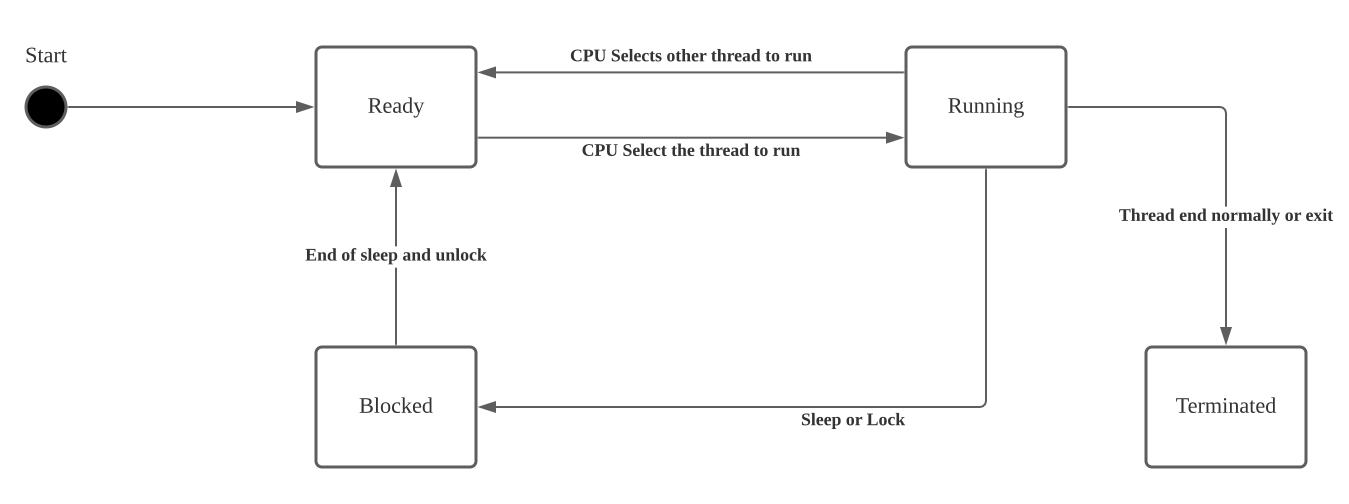 Start
CPU Selects other thread to run
Ready
Running
CPU Select the thread to run
Thread end normally or exit
End of sleep and unlock
Blocked
Terminated
Sleep or Lock